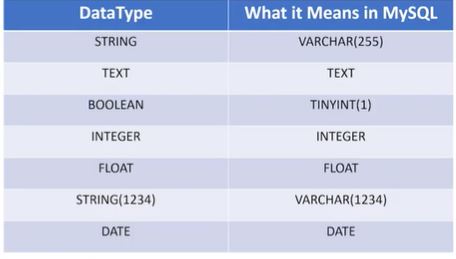 DataType What it Means in MySQL
STRING VARCHAR(255)
TEXT TEXT
BOOLEAN TINYINT(1)
INTEGER INTEGER
FLOAT FLOAT
STRING(1234) VARCHAR(1234)
DATE DATE